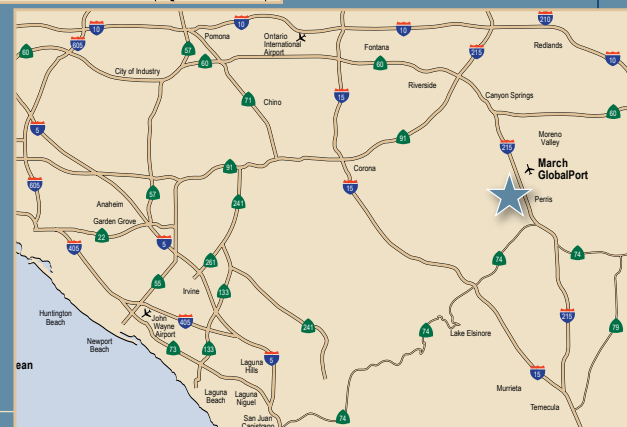 10
10
10
210
605
60
57
60
60
215
10
Pomona
Ontario
International
Airport
Fontana
Redlands
City of Industry
Riverside
71
Chino
15
Canyon Springs
60
5
91
215
Moreno
Valley
March
GlobalPort
91
Corona
15
605
57
241
Perris
Anaheim
Garden Grove
22
405
5
74
74
261
55
133
Irvine
Huntington
Beach
John
Wayne
Airport
405
241
74
Lake Elsinore
215
79
Newport
Beach
73
133
5
Laguna
Hills
15
ean
Laguna
Beach
Laguna
Niguel
Murrieta
Temecula
74
San Juan
Capistrano